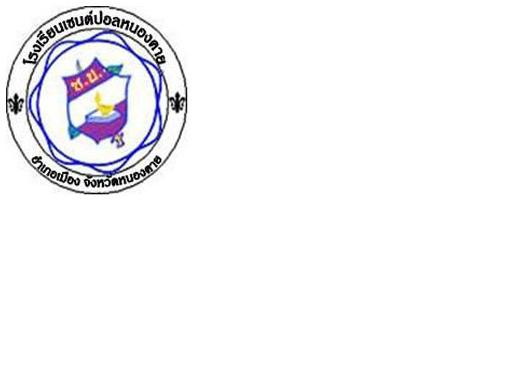 โรงเรียนเซนต์ปอลหนองคาย
ซ.ป.
อำเภอเมือง จังหวัดหนองคาย